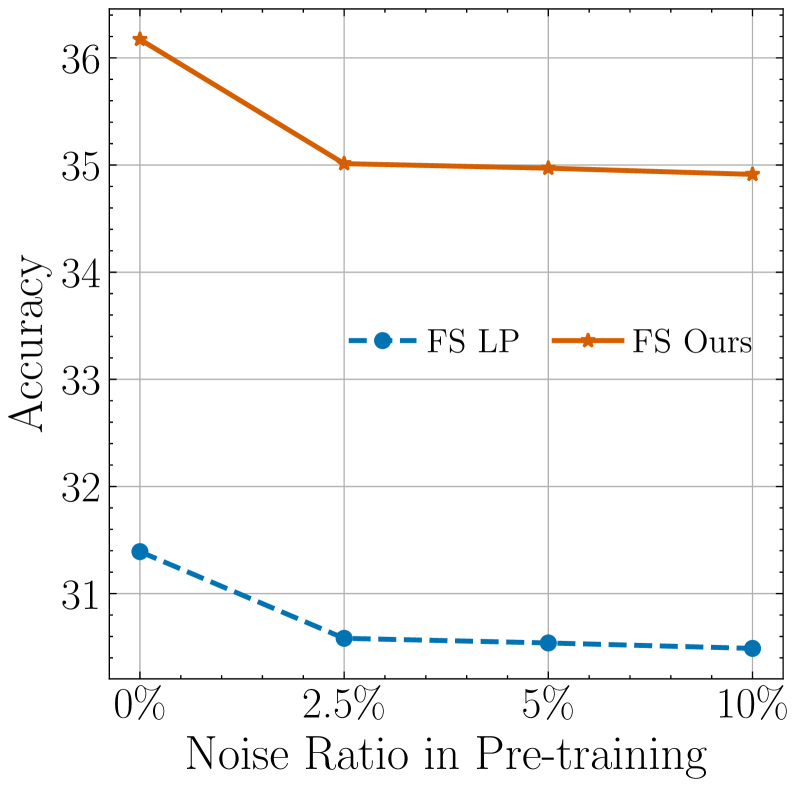 36
35
34
33
32
31
Accuracy
FS LP FS Ours
0% 2.5% 5% 10%
Noise Ratio in Pre-training